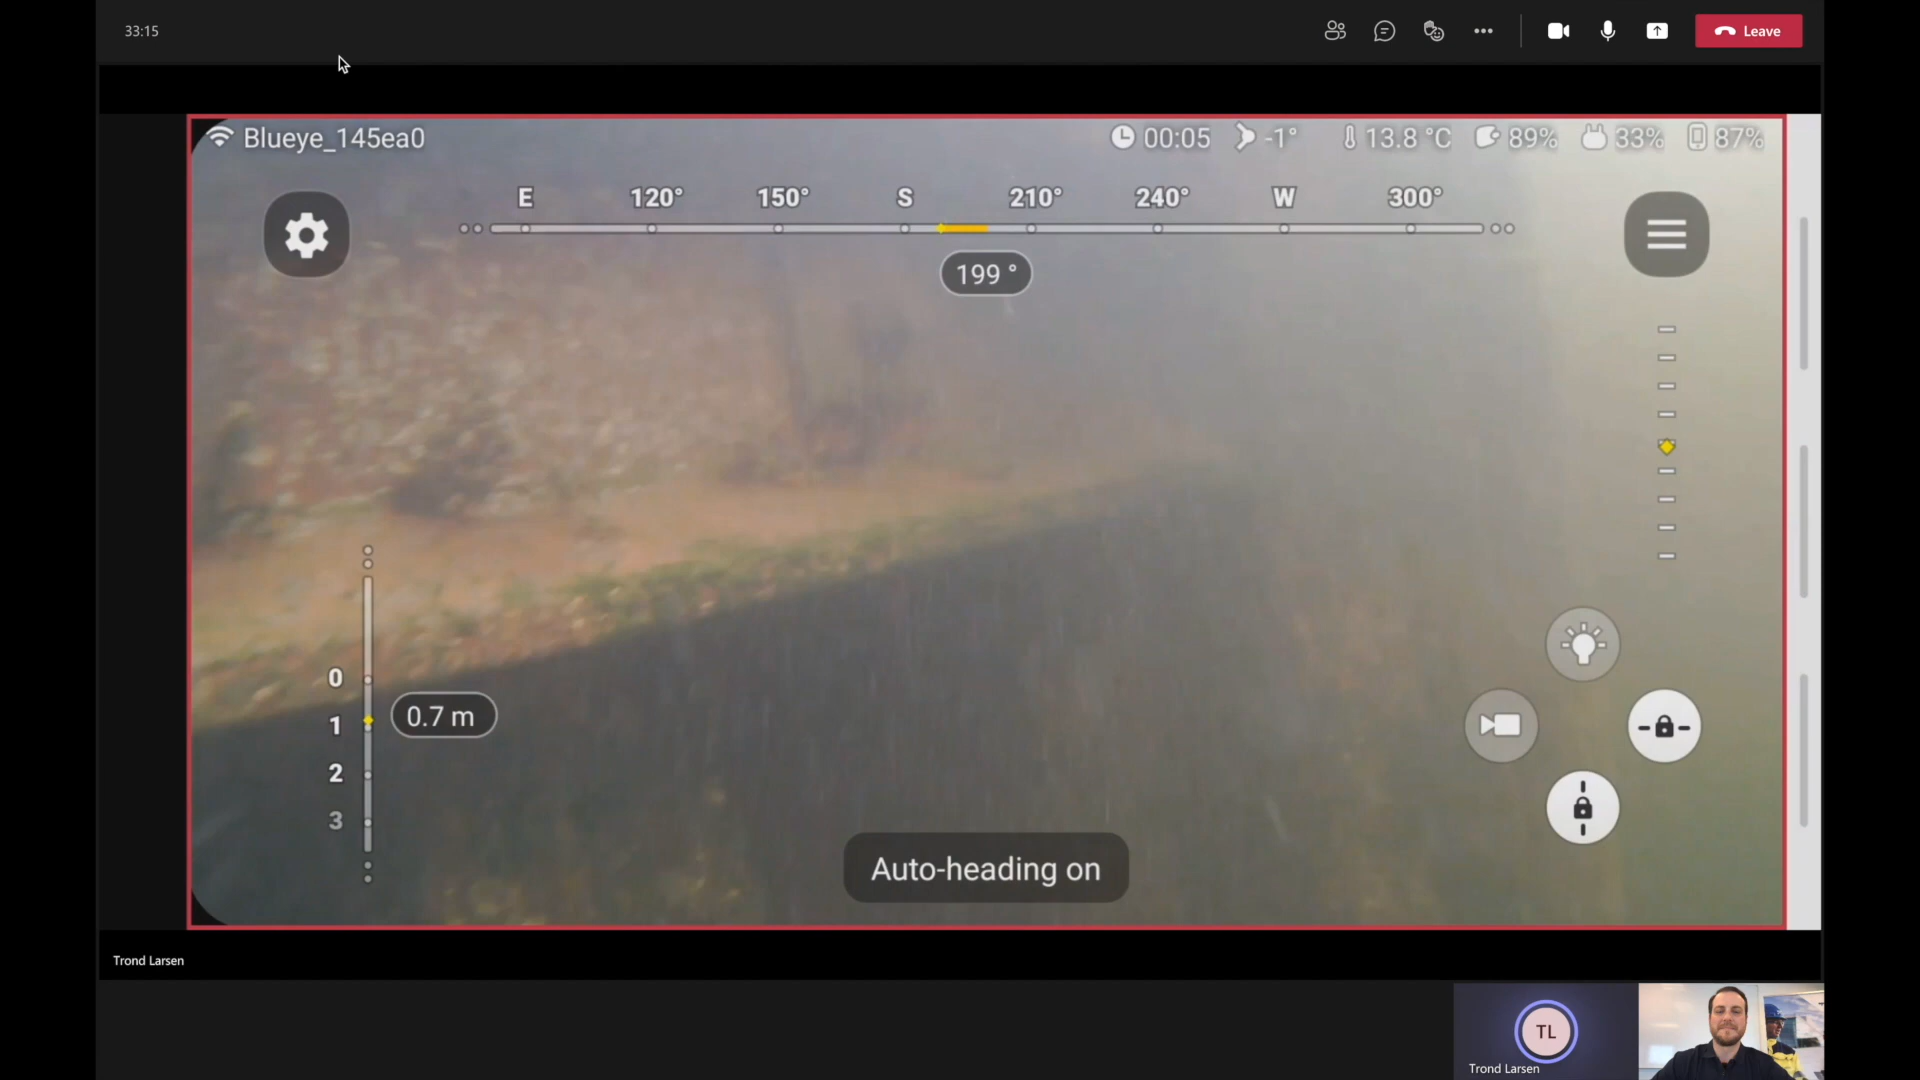 33:15
Leave
Blueye_145ea0
00:05 -1° 13.8 °C 89% 33% 87%
E 120° 150° S 210° 240° W 300°
199 °
0
1
0.7 m
2
3
Auto-heading on
Trond Larsen
TL
Trond Larsen